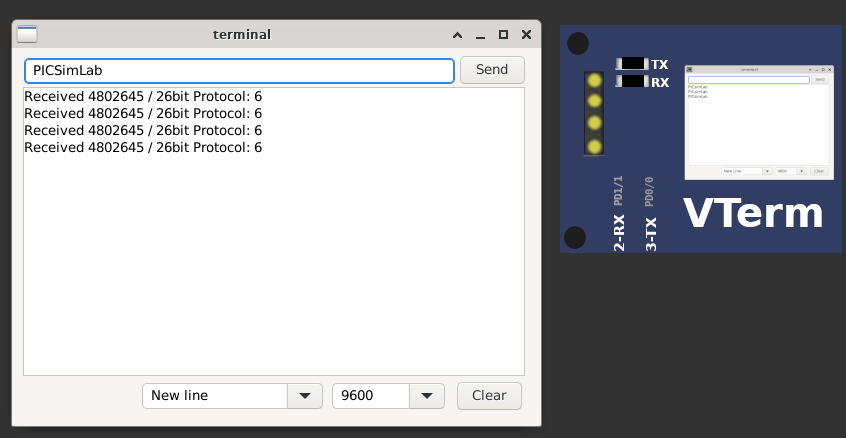 terminal
PICSimLab
Send
Received 4802645 / 26bit Protocol: 6
Received 4802645 / 26bit Protocol: 6
Received 4802645 / 26bit Protocol: 6
Received 4802645 / 26bit Protocol: 6
New line
9600
Clear
TX
RX
terminal
Send
PICSimLab
PICSimLab
PICSimLab
New Line
9600
Clear
2-RX PD1/1
3-TX PD0/0
VTerm